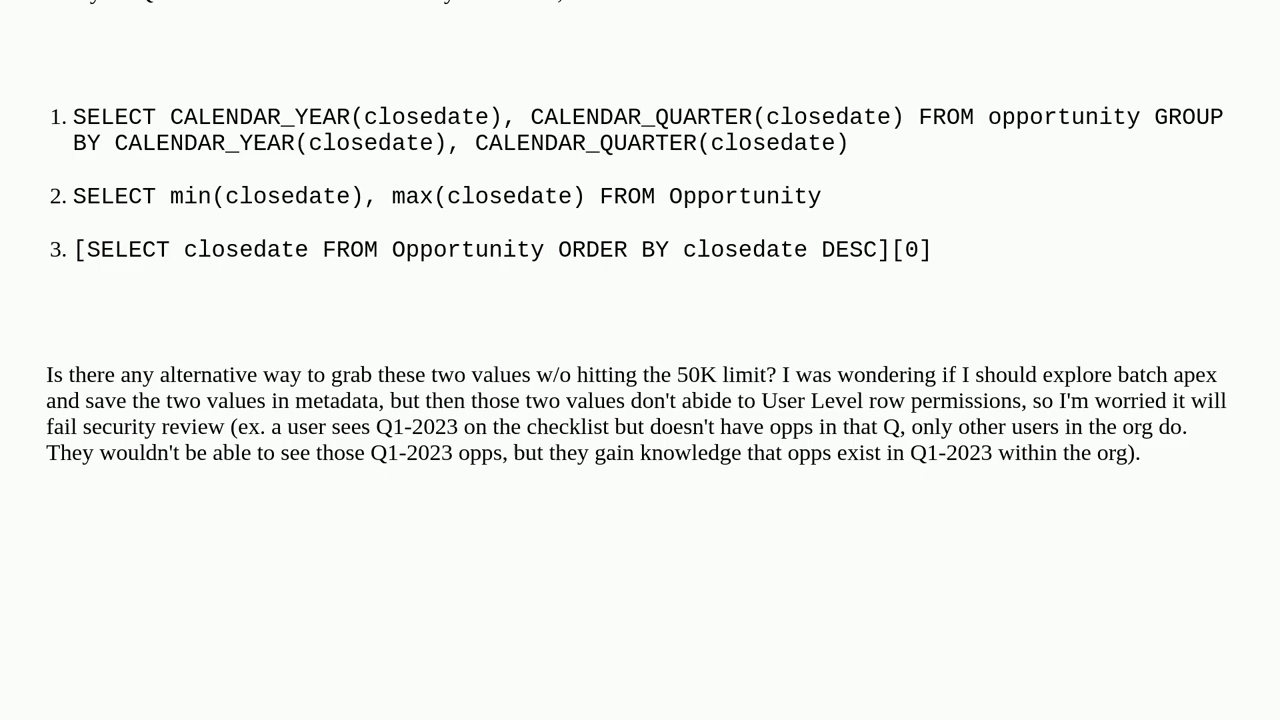 1. SELECT CALENDAR_YEAR(closedate), CALENDAR_QUARTER(closedate) FROM opportunity GROUP
BY CALENDAR_YEAR(closedate), CALENDAR_QUARTER(closedate)
2. SELECT min(closedate), max(closedate) FROM Opportunity
3. [SELECT closedate FROM Opportunity ORDER BY closedate DESC][0]
Is there any alternative way to grab these two values w/o hitting the 50K limit? I was wondering if I should explore batch apex
and save the two values in metadata, but then those two values don't abide to User Level row permissions, so I'm worried it will
fail security review (ex. a user sees Q1-2023 on the checklist but doesn't have opps in that Q, only other users in the org do.
They wouldn't be able to see those Q1-2023 opps, but they gain knowledge that opps exist in Q1-2023 within the org).